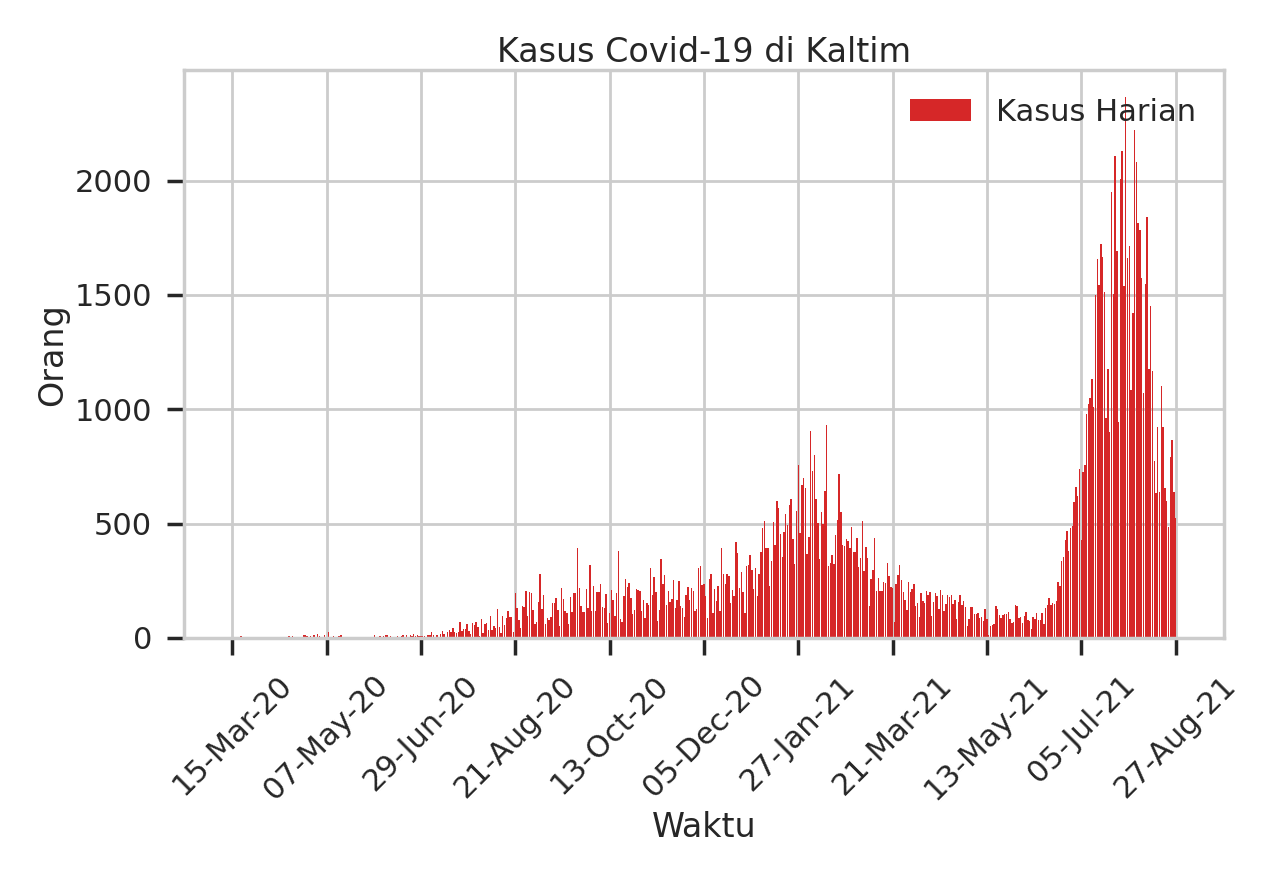 Kasus Covid-19 di Kaltim
Kasus Harian
Orang
2000
1500
1000
500
0
15-Mar-20
07-May-20
29-Jun-20
21-Aug-20
13-Oct-20
05-Dec-20
27-Jan-21
21-Mar-21
13-May-21
05-Jul-21
27-Aug-21
Waktu